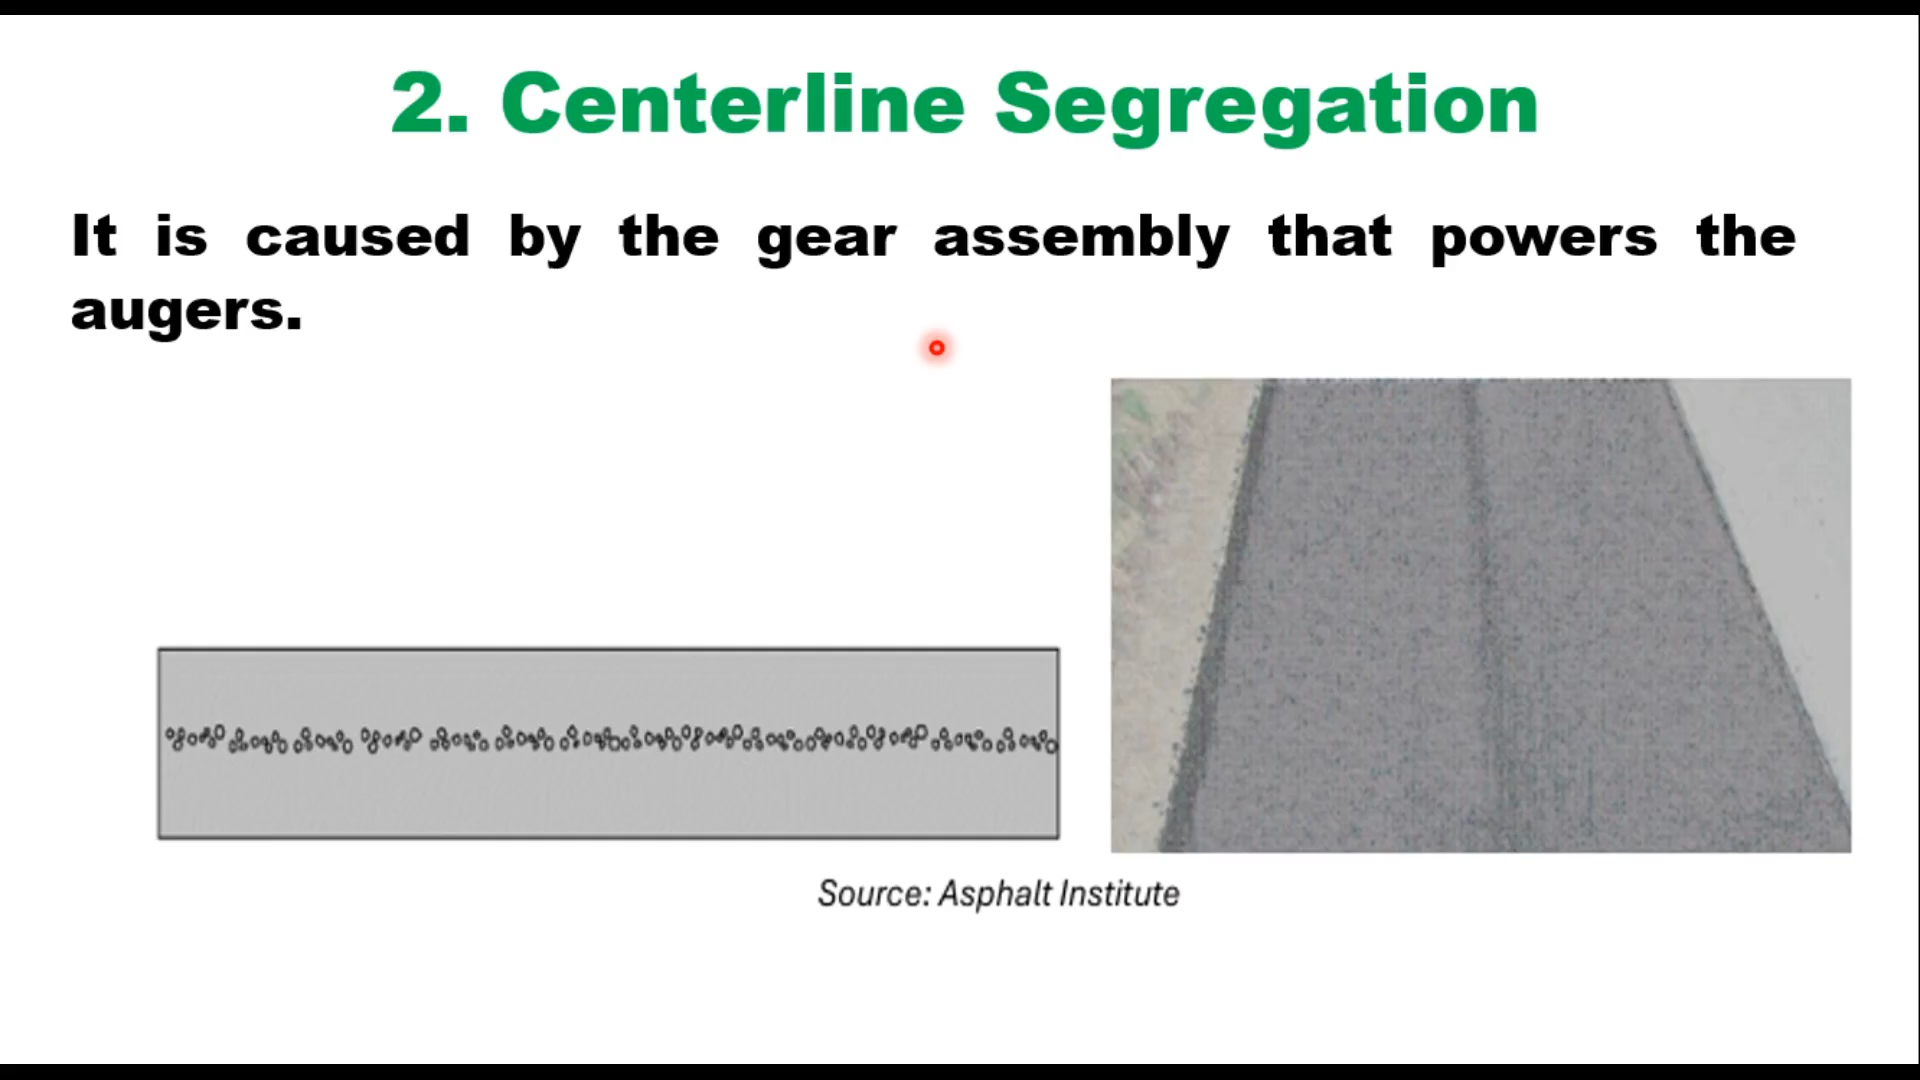 2. Centerline Segregation
It is caused by the gear assembly that powers the
augers.
Source: Asphalt Institute